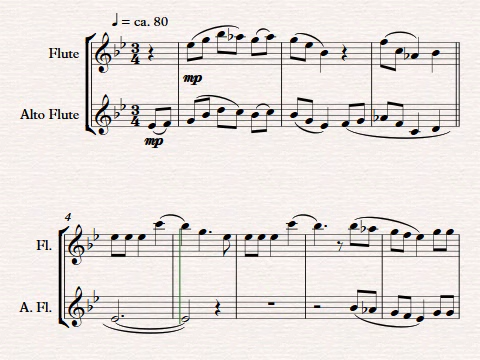 ♩ = ca. 80
Flute
mp
Alto Flute
mp
4
Fl.
A. Fl.